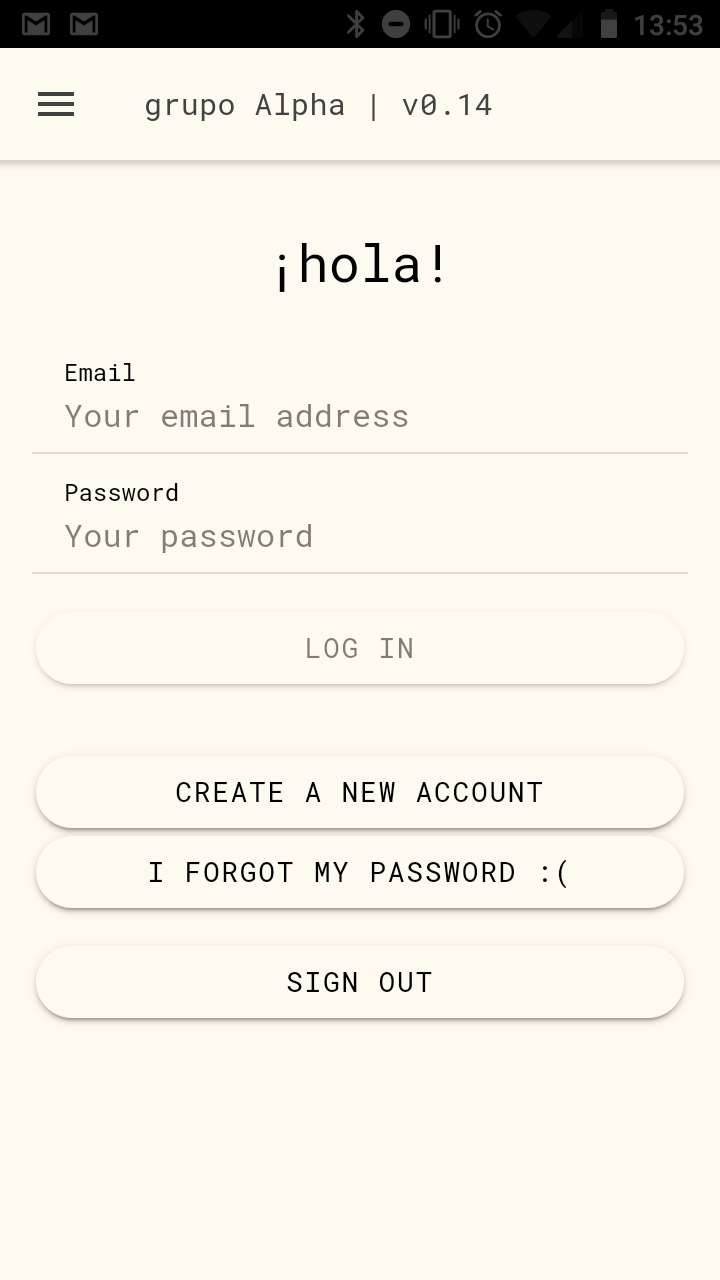 13:53
grupo Alpha | v0.14
¡hola!
Email
Your email address
Password
Your password
LOG IN
CREATE A NEW ACCOUNT
I FORGOT MY PASSWORD :(
SIGN OUT